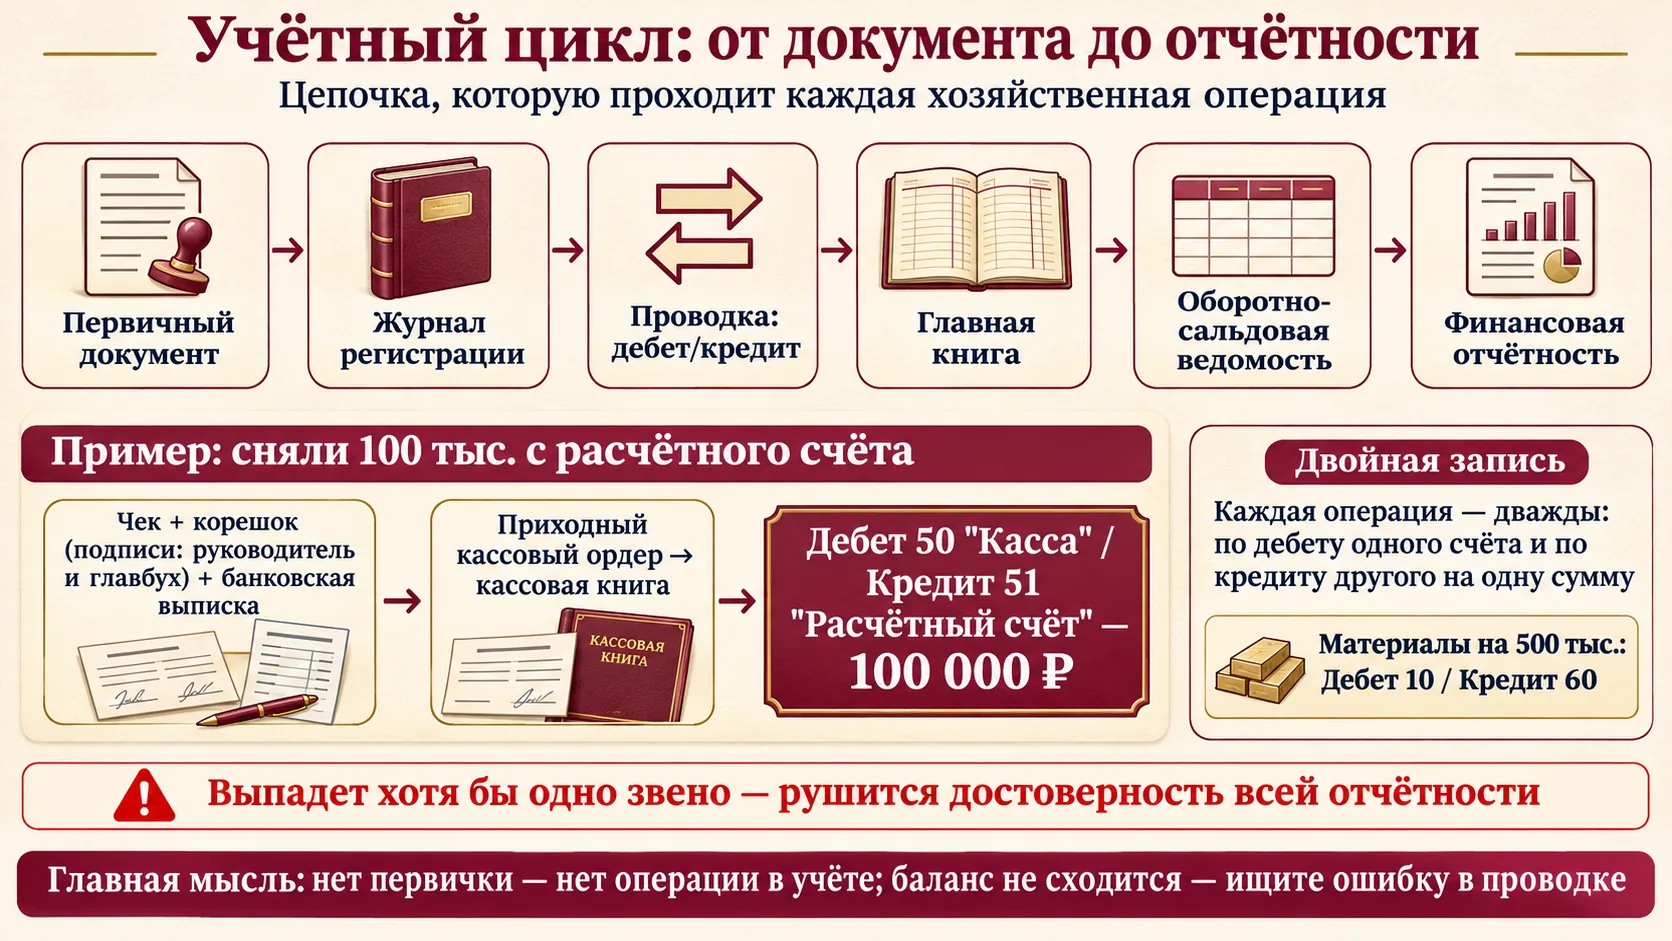 Учётный цикл: от документа до отчётности
Цепочка, которую проходит каждая хозяйственная операция
Первичный
документ
Журнал
регистрации
Проводка:
дебет/кредит
Главная
книга
Оборотно-
сальдовая
ведомость
Финансовая
отчётность
Пример: сняли 100 тыс. с расчётного счёта
Чек + корешок
(подписи: руководитель
и главбух) + банковская
выписка
Приходный
кассовый ордер →
кассовая книга
КАССОВАЯ
КНИГА
Дебет 50 "Касса" /
Кредит 51
"Расчётный счёт" —
100 000 ₽
Двойная запись
Каждая операция — дважды:
по дебету одного счёта и по
кредиту другого на одну сумму
Материалы на 500 тыс.:
Дебет 10 / Кредит 60
Выпадет хотя бы одно звено — рушится достоверность всей отчётности
Главная мысль: нет первички — нет операции в учёте; баланс не сходится — ищите ошибку в проводке